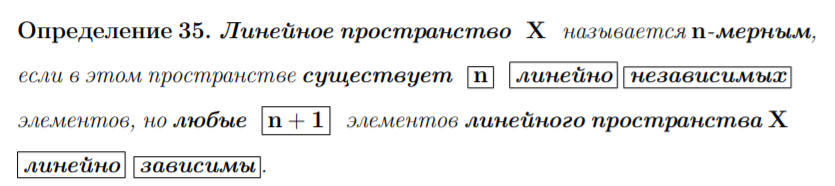 Определение 35. Линейное пространство X называется n-мерным,
если в этом пространстве существует n линейно независимых
элементов, но любые n + 1 элементов линейного пространства X
линейно зависимы.